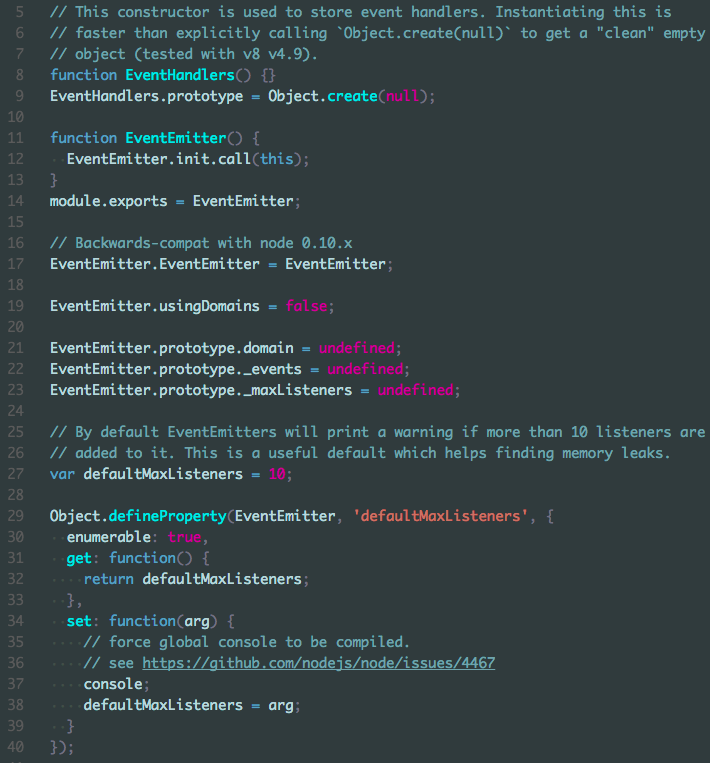 5 // This constructor is used to store event handlers. Instantiating this is
6 // faster than explicitly calling `Object.create(null)` to get a "clean" empty
7 // object (tested with v8 v4.9).
8 function EventHandlers() {}
9 EventHandlers.prototype = Object.create(null);
10
11 function EventEmitter() {
12 ··EventEmitter.init.call(this);
13 }
14 module.exports = EventEmitter;
15
16 // Backwards-compat with node 0.10.x
17 EventEmitter.EventEmitter = EventEmitter;
18
19 EventEmitter.usingDomains = false;
20
21 EventEmitter.prototype.domain = undefined;
22 EventEmitter.prototype._events = undefined;
23 EventEmitter.prototype._maxListeners = undefined;
24
25 // By default EventEmitters will print a warning if more than 10 listeners are
26 // added to it. This is a useful default which helps finding memory leaks.
27 var defaultMaxListeners = 10;
28
29 Object.defineProperty(EventEmitter, 'defaultMaxListeners', {
30 ··enumerable: true,
31 ··get: function() {
32 ····return defaultMaxListeners;
33 ··},
34 ··set: function(arg) {
35 ····// force global console to be compiled.
36 ····// see https://github.com/nodejs/node/issues/4467
37 ····console;
38 ····defaultMaxListeners = arg;
39 ··}
40 });